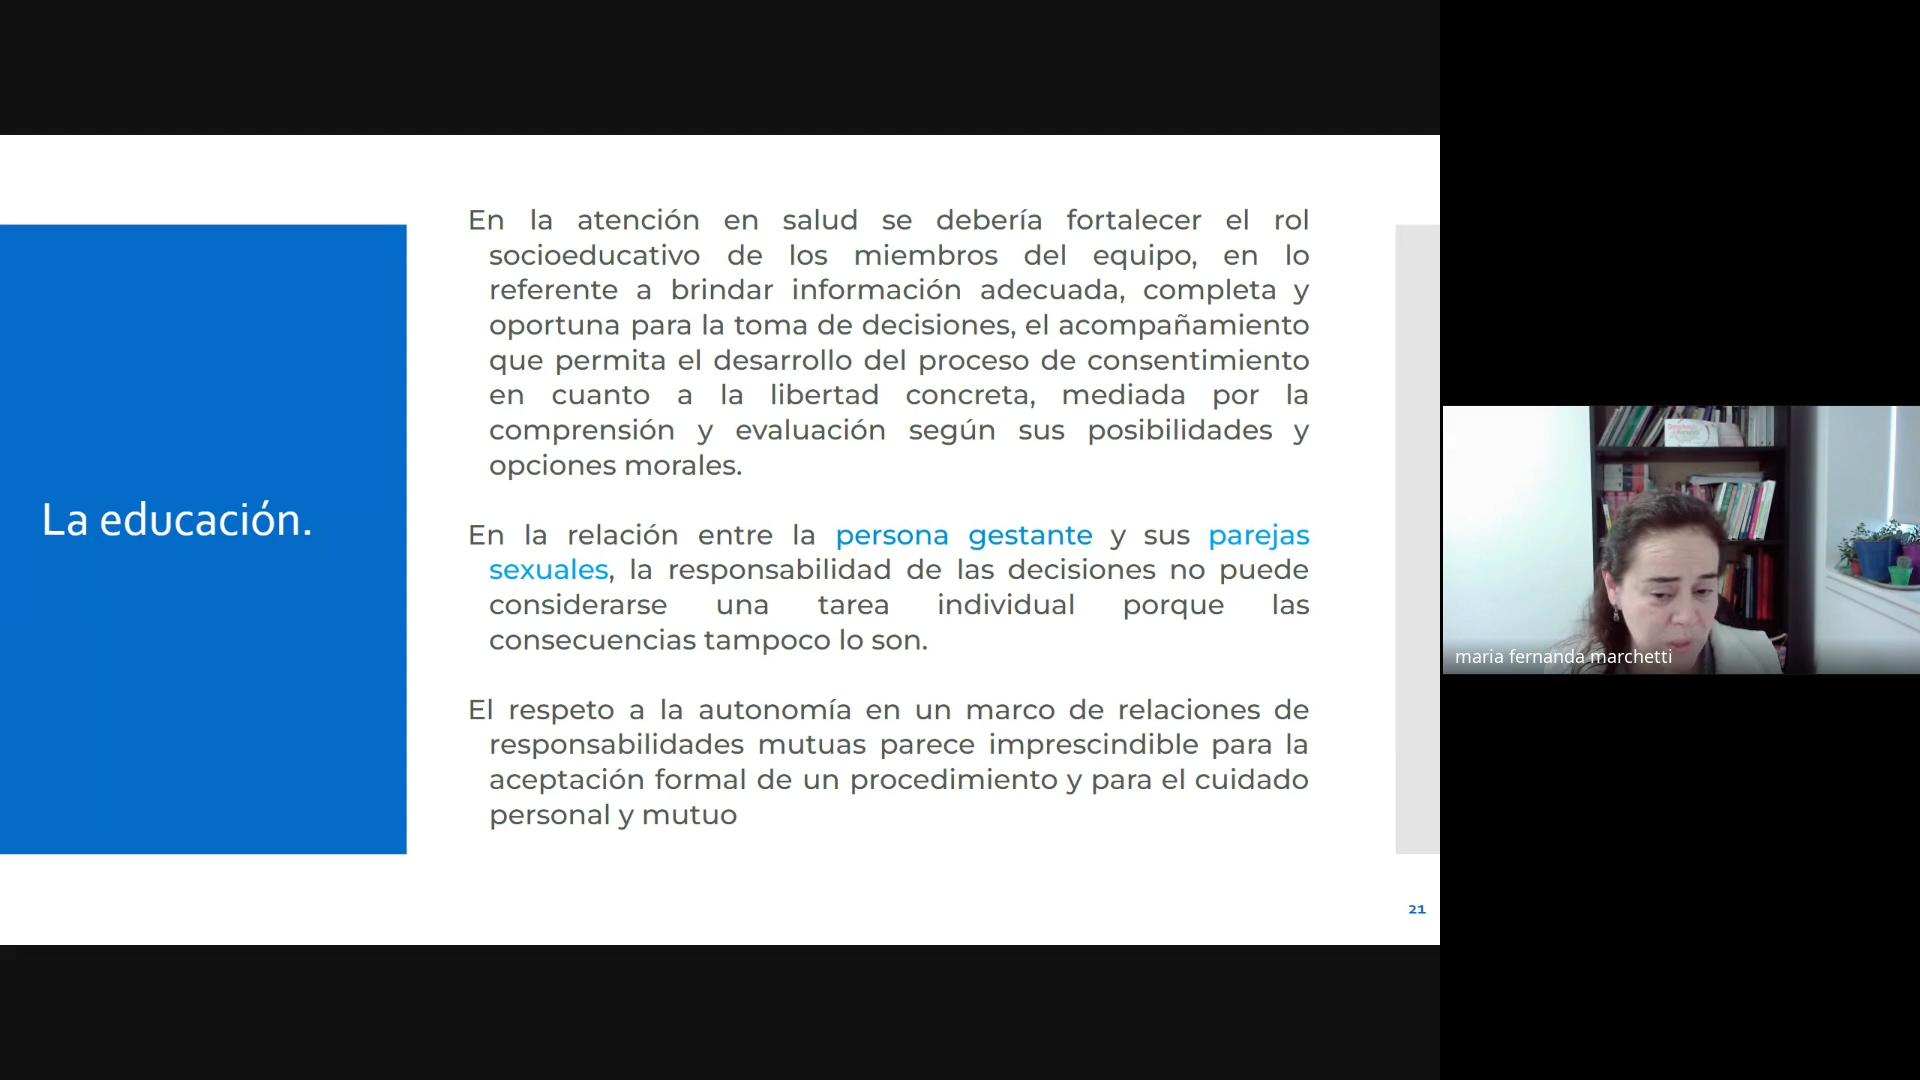 La educación.
En la atención en salud se debería fortalecer el rol
socioeducativo de los miembros del equipo, en lo
referente a brindar información adecuada, completa y
oportuna para la toma de decisiones, el acompañamiento
que permita el desarrollo del proceso de consentimiento
en cuanto a la libertad concreta, mediada por la
comprensión y evaluación según sus posibilidades y
opciones morales.
En la relación entre la persona gestante y sus parejas
sexuales, la responsabilidad de las decisiones no puede
considerarse una tarea individual porque las
consecuencias tampoco lo son.
El respeto a la autonomía en un marco de relaciones de
responsabilidades mutuas parece imprescindible para la
aceptación formal de un procedimiento y para el cuidado
personal y mutuo
21
maria fernanda marchetti